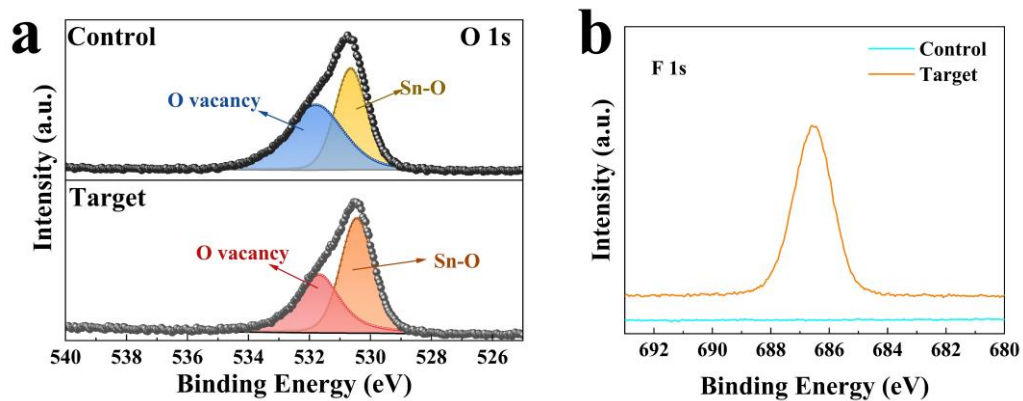 a
Control
O 1s
O vacancy
Sn-O
Target
O vacancy
Sn-O
Intensity (a.u.)
540 538 536 534 532 530 528 526
Binding Energy (eV)
b
F 1s
Control
Target
Intensity (a.u.)
692 690 688 686 684 682 680
Binding Energy (eV)